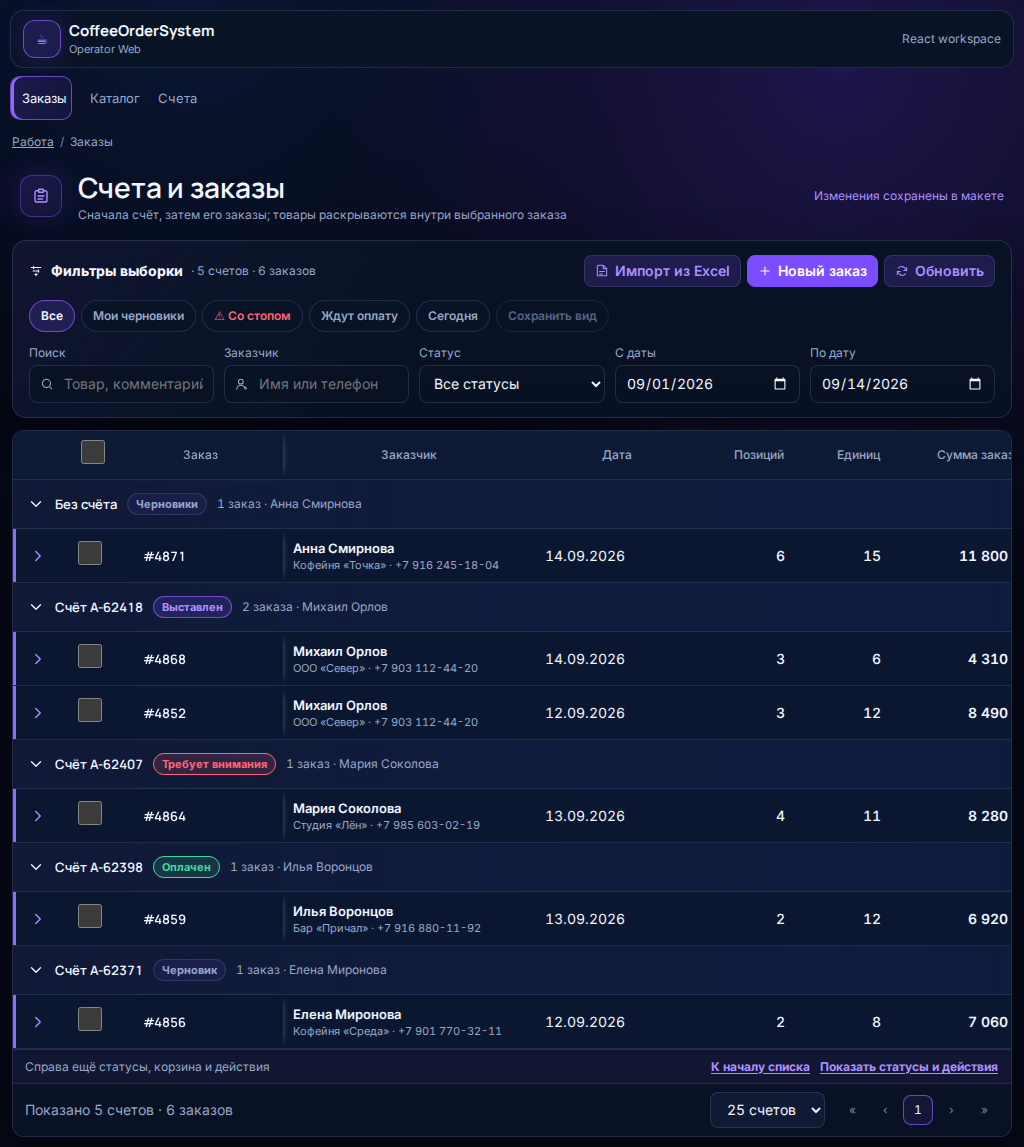 CoffeeOrderSystem
Operator Web
React workspace
Заказы Каталог Счета
Работа / Заказы
Счета и заказы
Сначала счёт, затем его заказы; товары раскрываются внутри выбранного заказа
Изменения сохранены в макете
Фильтры выборки · 5 счетов · 6 заказов
Импорт из Excel + Новый заказ Обновить
Все Мои черновики ⚠ Со стопом Ждут оплату Сегодня Сохранить вид
Поиск Заказчик Статус С даты По дату
Товар, комментарий Имя или телефон Все статусы 09/01/2026 09/14/2026
Заказ Заказчик Дата Позиций Единиц Сумма заказ
Без счёта Черновики 1 заказ · Анна Смирнова
#4871 Анна Смирнова 14.09.2026 6 15 11 800
Кофейня «Точка» · +7 916 245-18-04
Счёт А-62418 Выставлен 2 заказа · Михаил Орлов
#4868 Михаил Орлов 14.09.2026 3 6 4 310
ООО «Север» · +7 903 112-44-20
#4852 Михаил Орлов 12.09.2026 3 12 8 490
ООО «Север» · +7 903 112-44-20
Счёт А-62407 Требует внимания 1 заказ · Мария Соколова
#4864 Мария Соколова 13.09.2026 4 11 8 280
Студия «Лён» · +7 985 603-02-19
Счёт А-62398 Оплачен 1 заказ · Илья Воронцов
#4859 Илья Воронцов 13.09.2026 2 12 6 920
Бар «Причал» · +7 916 880-11-92
Счёт А-62371 Черновик 1 заказ · Елена Миронова
#4856 Елена Миронова 12.09.2026 2 8 7 060
Кофейня «Среда» · +7 901 770-32-11
Справа ещё статусы, корзина и действия
К началу списка Показать статусы и действия
Показано 5 счетов · 6 заказов
25 счетов « ‹ 1 › »